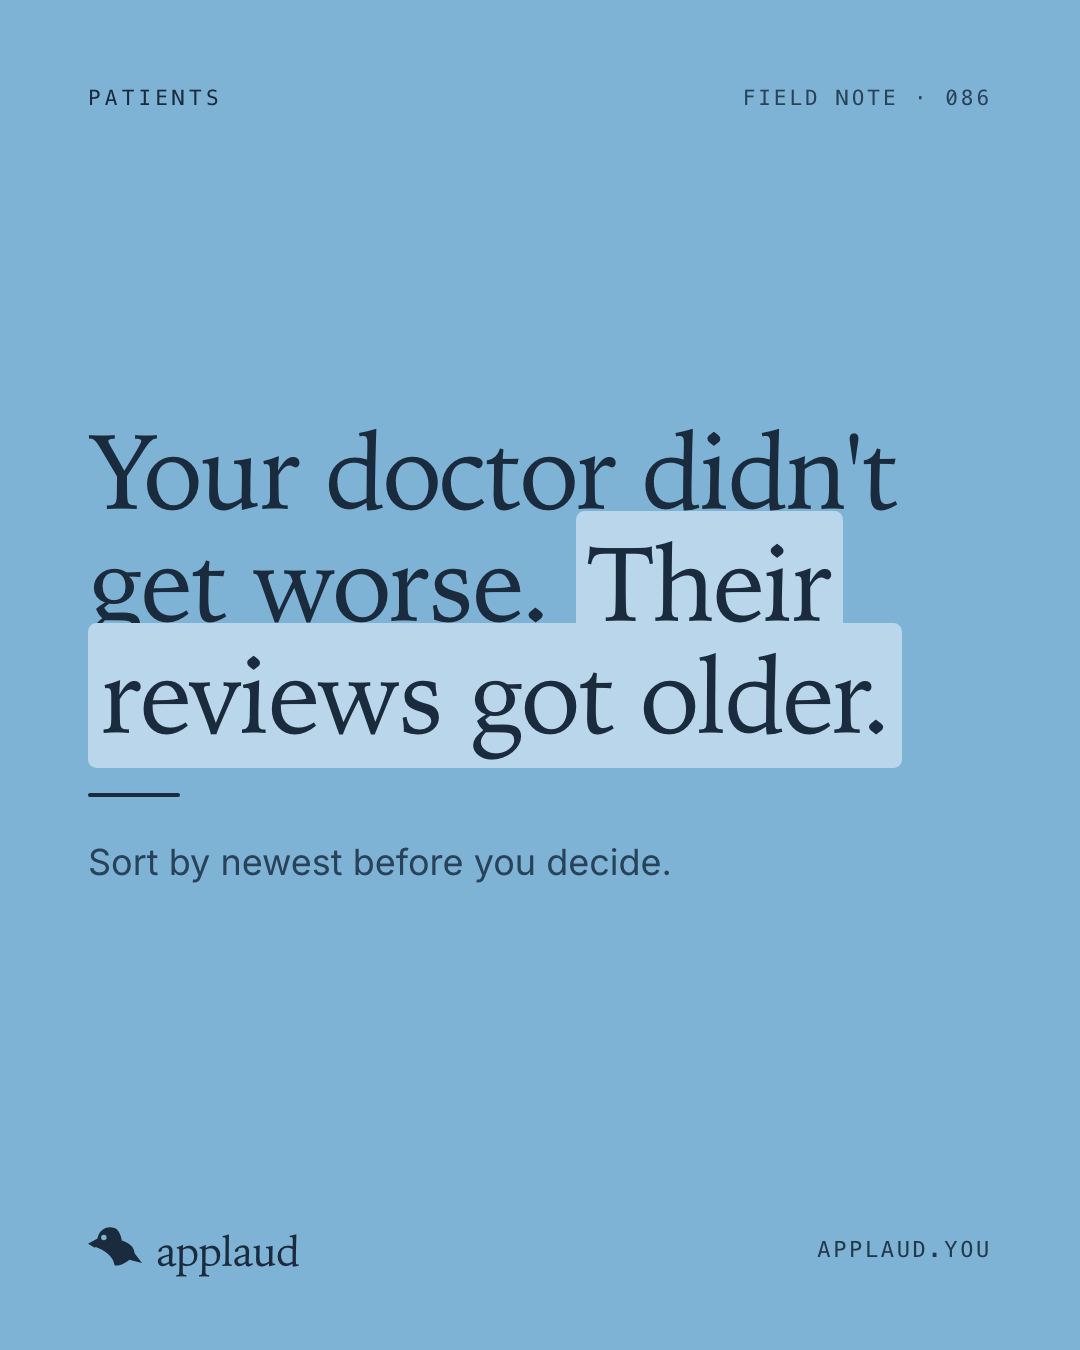 PATIENTS
FIELD NOTE · 086
Your doctor didn't
get worse. Their
reviews got older.
Sort by newest before you decide.
applaud
APPLAUD.YOU